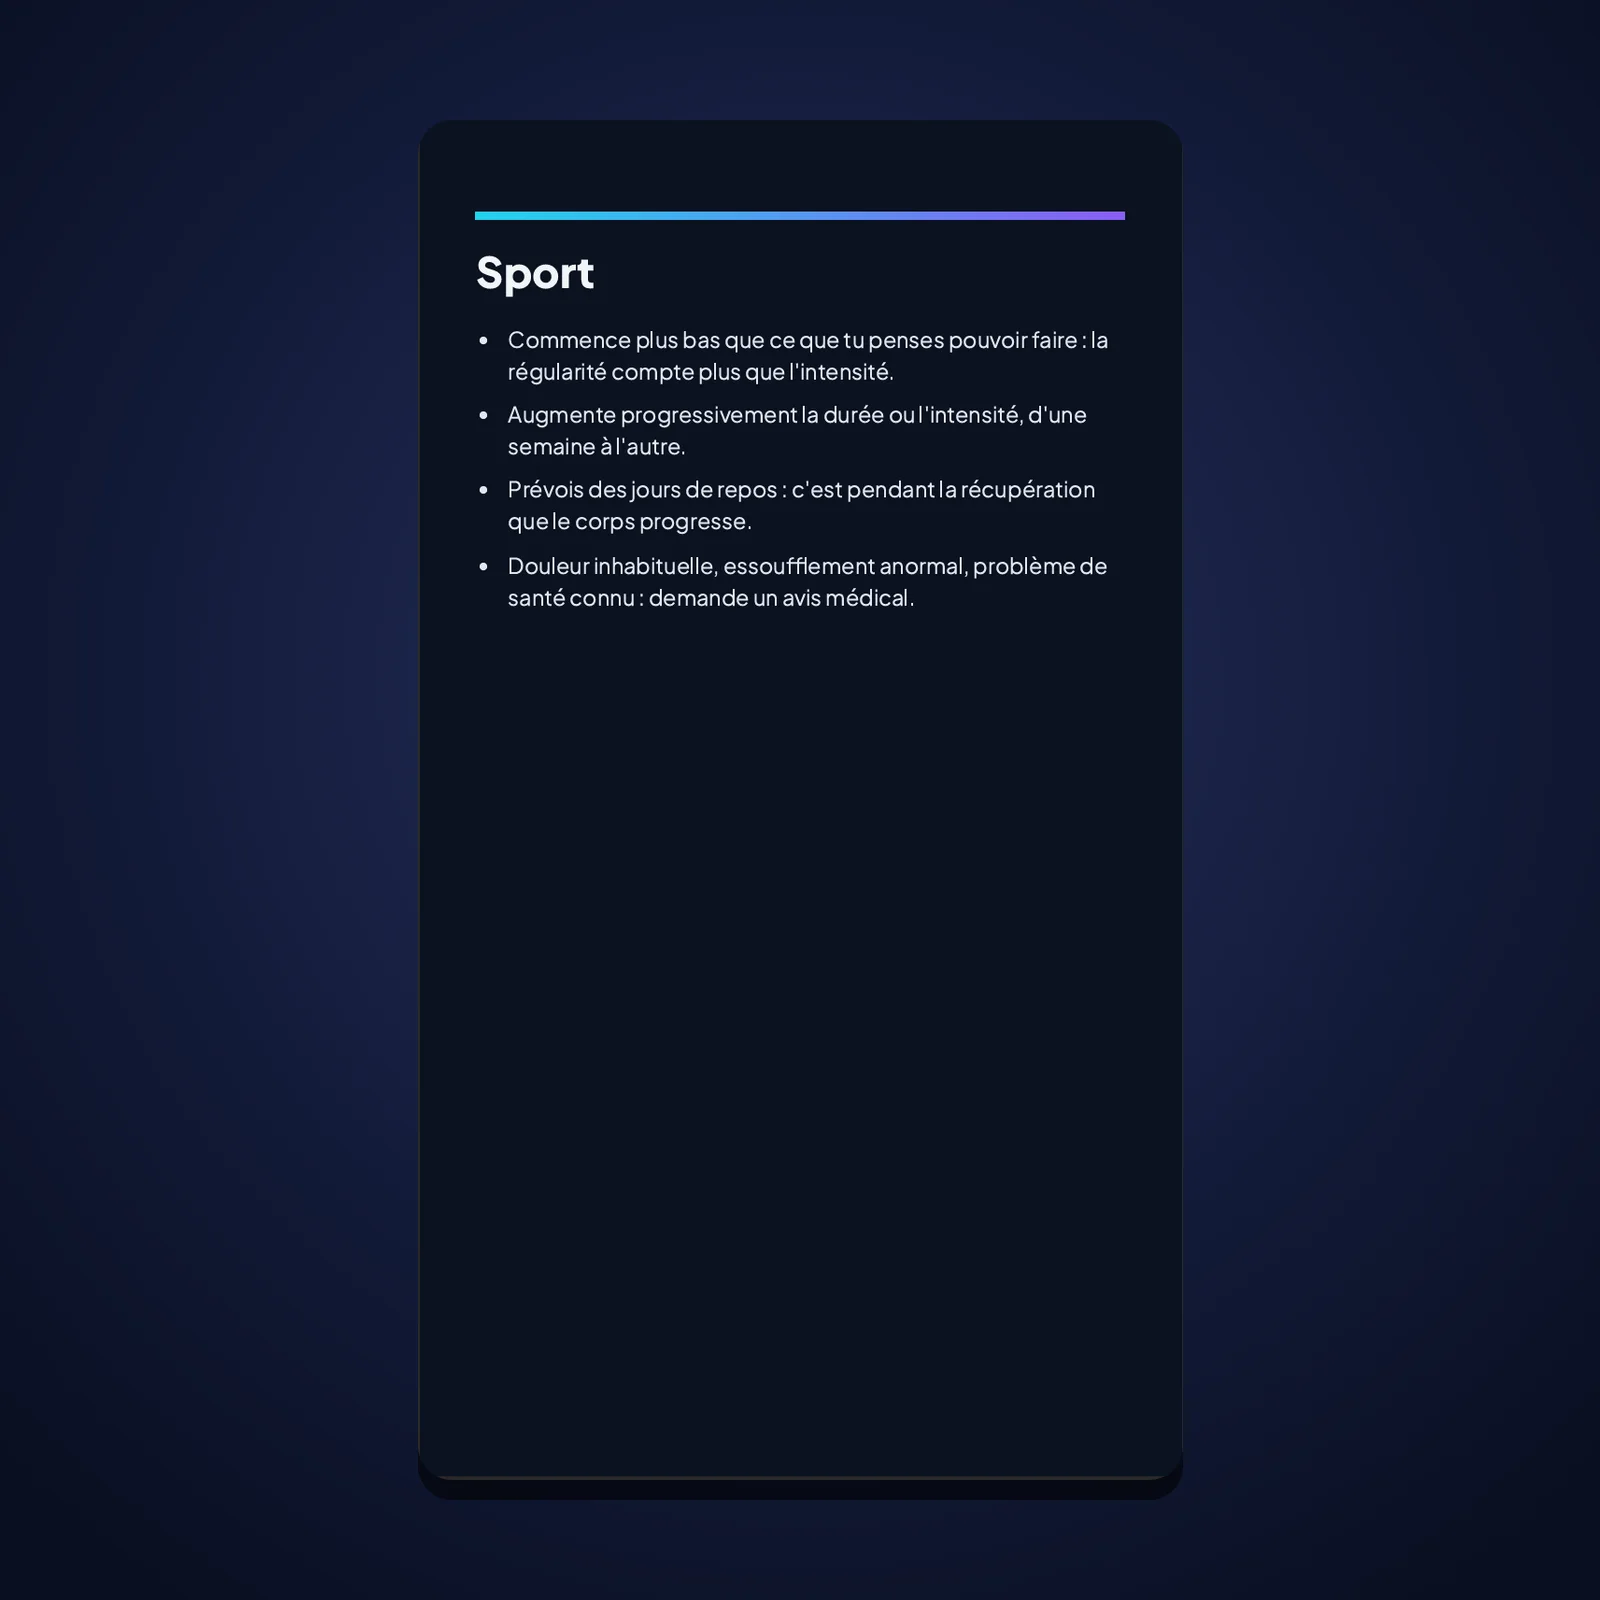 Sport
• Commence plus bas que ce que tu penses pouvoir faire : la
régularité compte plus que l'intensité.
• Augmente progressivement la durée ou l'intensité, d'une
semaine à l'autre.
• Prévois des jours de repos : c'est pendant la récupération
que le corps progresse.
• Douleur inhabituelle, essoufflement anormal, problème de
santé connu : demande un avis médical.